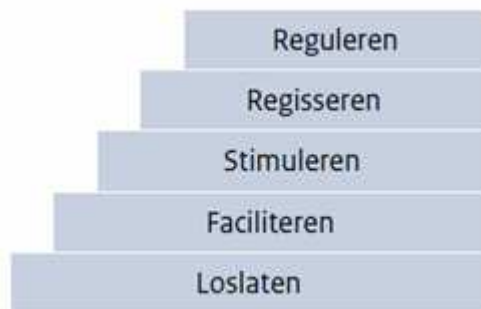 Reguleren
Regisseren
Stimuleren
Faciliteren
Loslaten